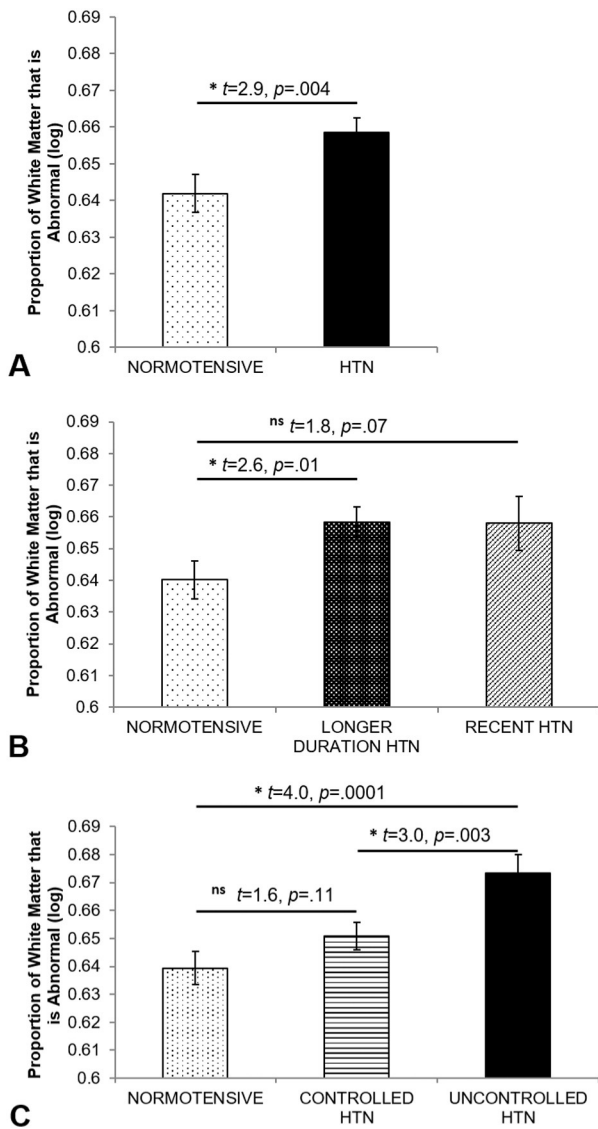 0.69
0.68
0.67
0.66
0.65
0.64
0.63
0.62
0.61
0.6
Proportion of White Matter that is
Abnormal (log)
* t=2.9, p=.004
NORMOTENSIVE HTN
A
0.69
0.68
0.67
0.66
0.65
0.64
0.63
0.62
0.61
0.6
Proportion of White Matter that is
Abnormal (log)
ns t=1.8, p=.07
* t=2.6, p=.01
NORMOTENSIVE LONGER RECENT HTN
DURATION HTN
B
0.69
0.68
0.67
0.66
0.65
0.64
0.63
0.62
0.61
0.6
Proportion of White Matter that
is Abnormal (log)
* t=4.0, p=.0001
* t=3.0, p=.003
ns t=1.6, p=.11
NORMOTENSIVE CONTROLLED UNCONTROLLED
HTN HTN
C